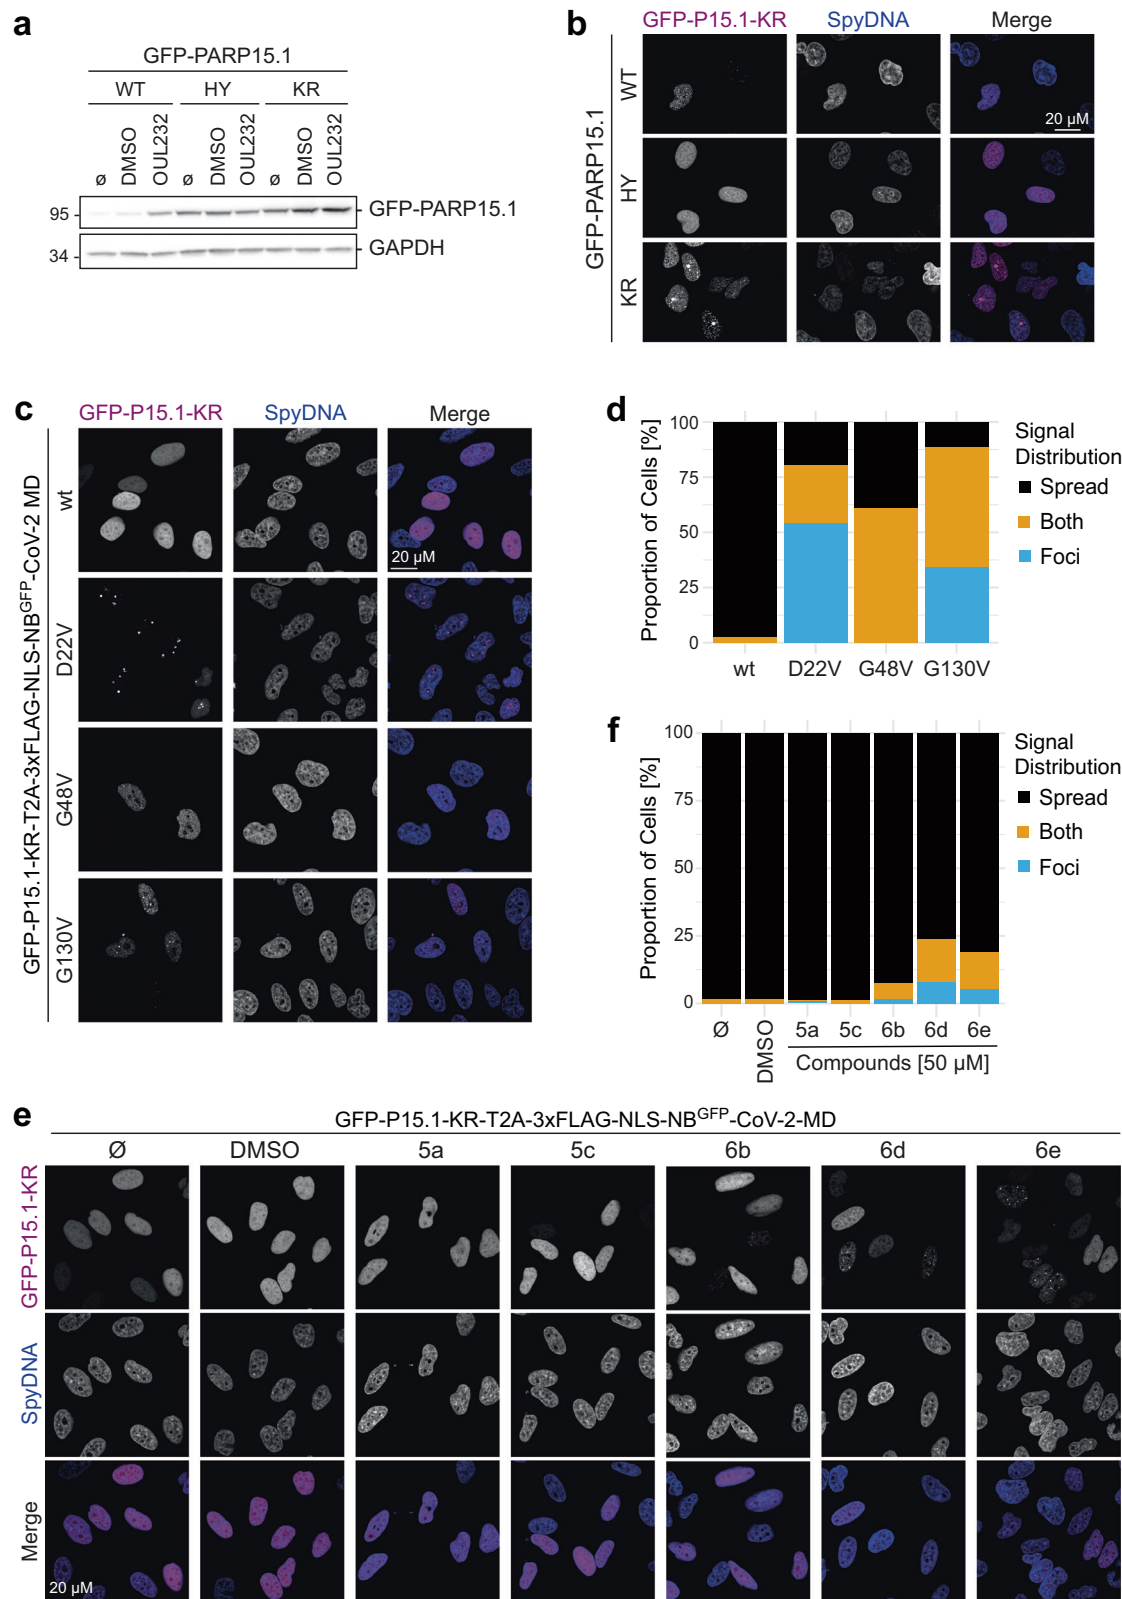 a
GFP-PARP15.1
WT HY KR
ø DMSO OUL232 ø DMSO OUL232 ø DMSO OUL232
95 GFP-PARP15.1
34 GAPDH
b
GFP-P15.1-KR SpyDNA Merge
GFP-PARP15.1
WT
20 µM
HY
KR
c
GFP-P15.1-KR SpyDNA Merge
GFP-P15.1-KR-T2A-3xFLAG-NLS-NBGFP-CoV-2 MD
wt
20 µM
D22V
G48V
G130V
d
Proportion of Cells [%]
100
75
50
25
0
wt D22V G48V G130V
Signal
Distribution
Spread
Both
Foci
f
Proportion of Cells [%]
100
75
50
25
0
Ø DMSO 5a 5c 6b 6d 6e
Compounds [50 µM]
Signal
Distribution
Spread
Both
Foci
e
GFP-P15.1-KR-T2A-3xFLAG-NLS-NBGFP-CoV-2-MD
Ø DMSO 5a 5c 6b 6d 6e
GFP-P15.1-KR
SpyDNA
Merge
20 µM